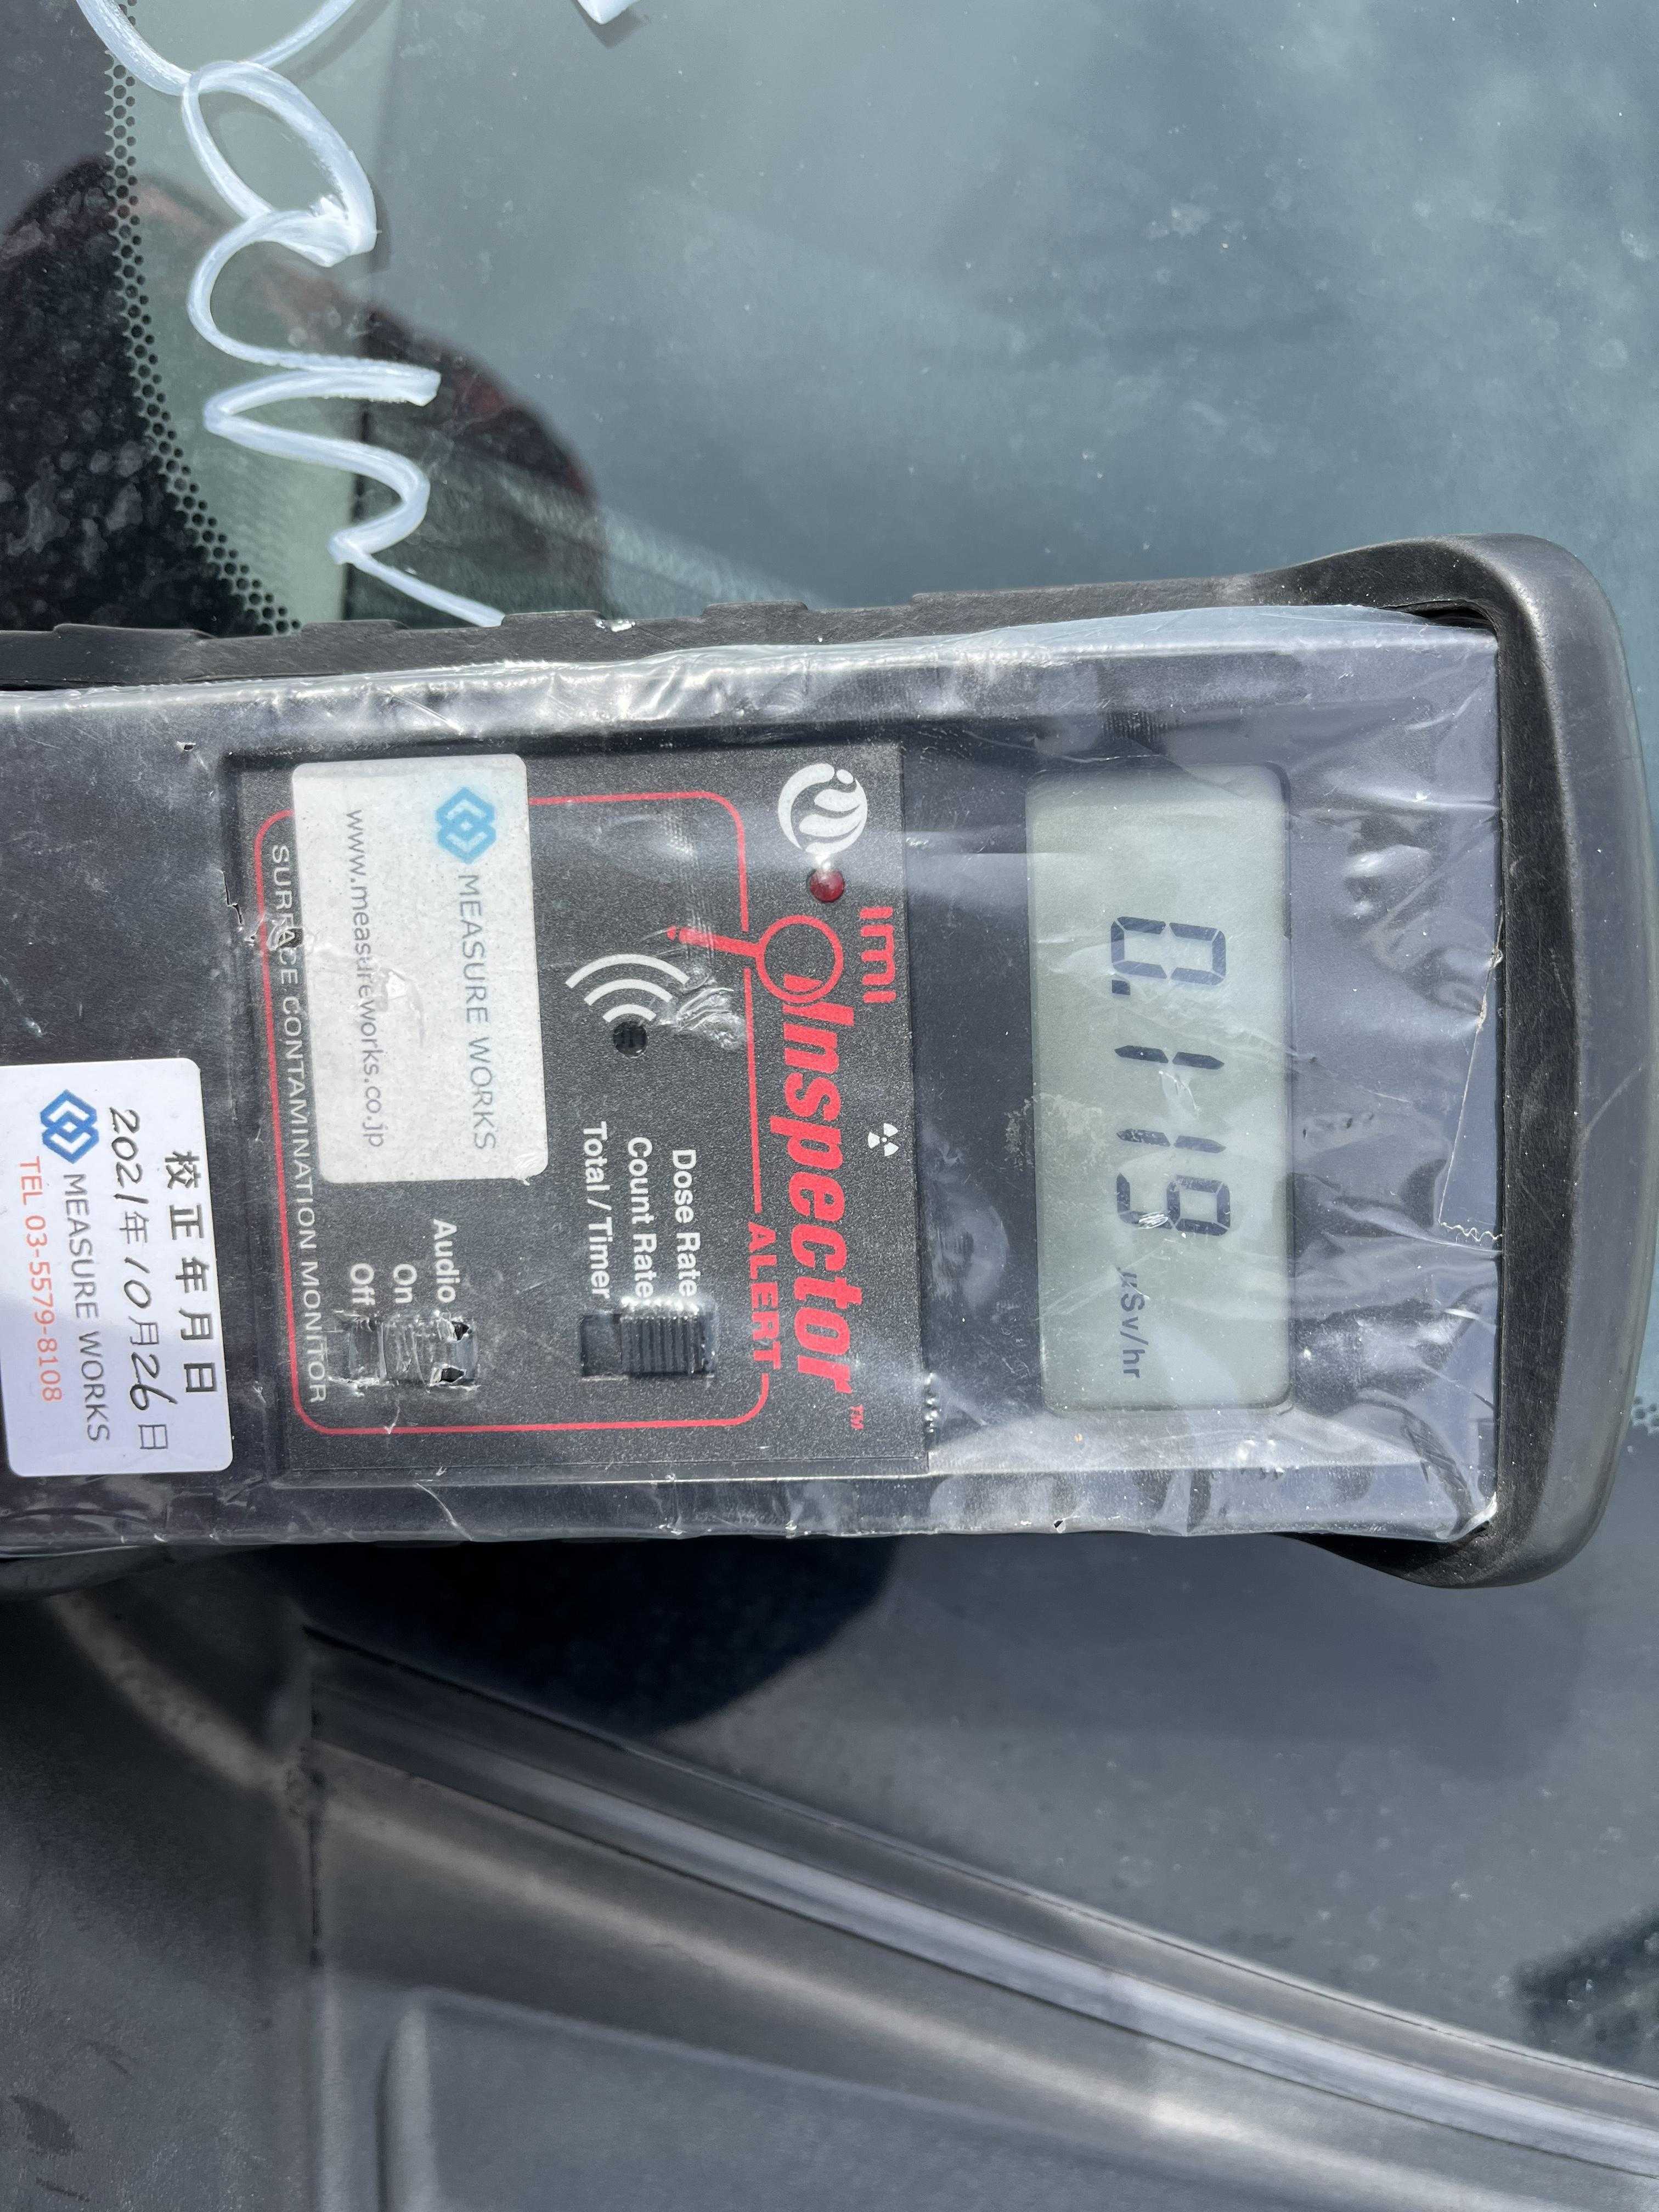 0.119 μSv/hr
IMI
Inspector™
ALERT
Dose Rate
Count Rate
Total / Timer
Audio
On
Off
MEASURE WORKS
www.measureworks.co.jp
SURFACE CONTAMINATION MONITOR
校正年月日
2021年10月26日
MEASURE WORKS
TEL 03-5579-8108